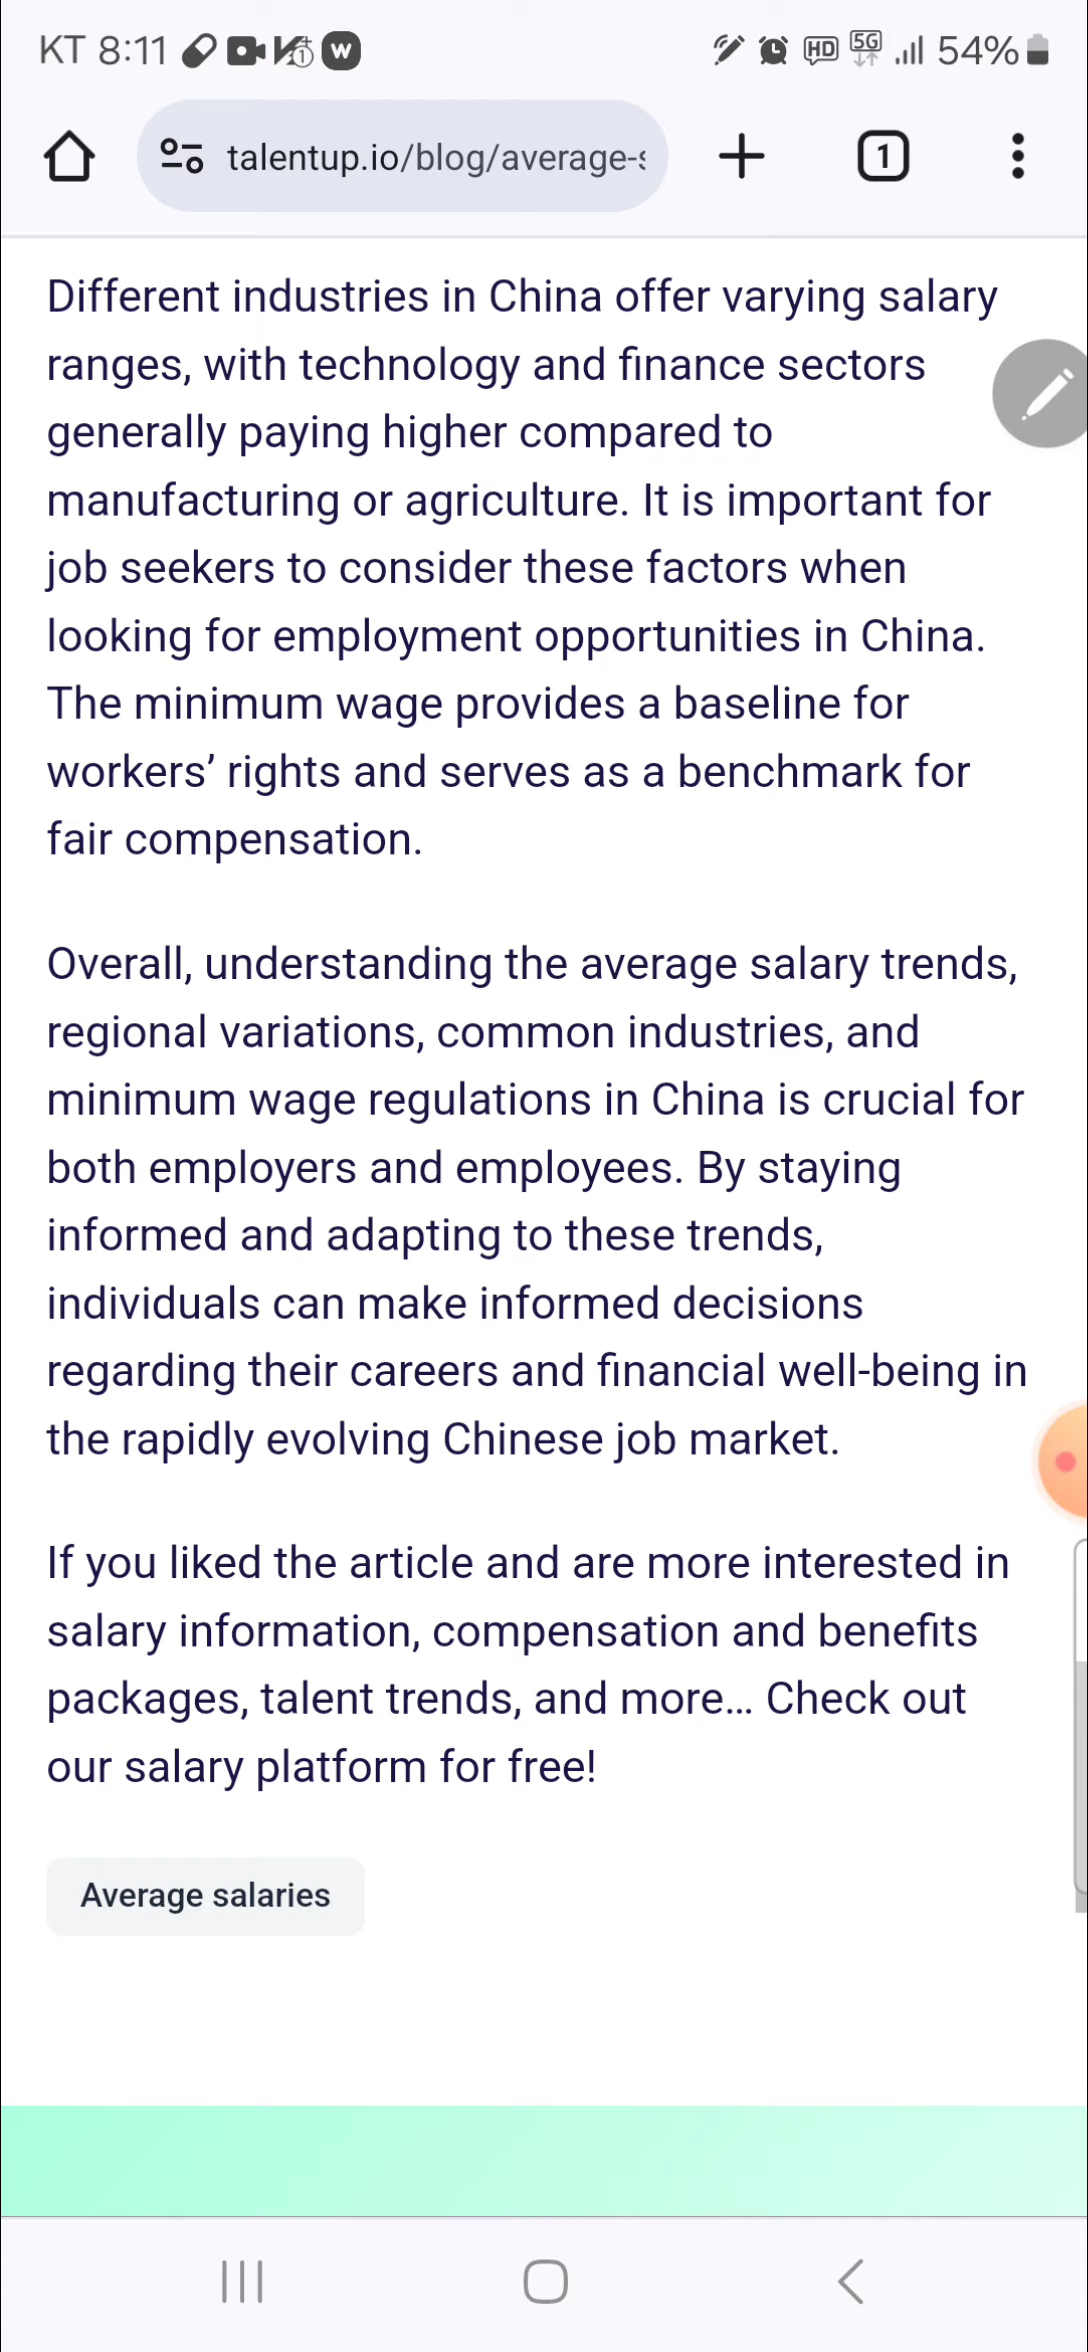 KT 8:11
1
W
HD
5G
54%
talentup.io/blog/average-s
1
Different industries in China offer varying salary
ranges, with technology and finance sectors
generally paying higher compared to
manufacturing or agriculture. It is important for
job seekers to consider these factors when
looking for employment opportunities in China.
The minimum wage provides a baseline for
workers’ rights and serves as a benchmark for
fair compensation.
Overall, understanding the average salary trends,
regional variations, common industries, and
minimum wage regulations in China is crucial for
both employers and employees. By staying
informed and adapting to these trends,
individuals can make informed decisions
regarding their careers and financial well-being in
the rapidly evolving Chinese job market.
If you liked the article and are more interested in
salary information, compensation and benefits
packages, talent trends, and more... Check out
our salary platform for free!
Average salaries